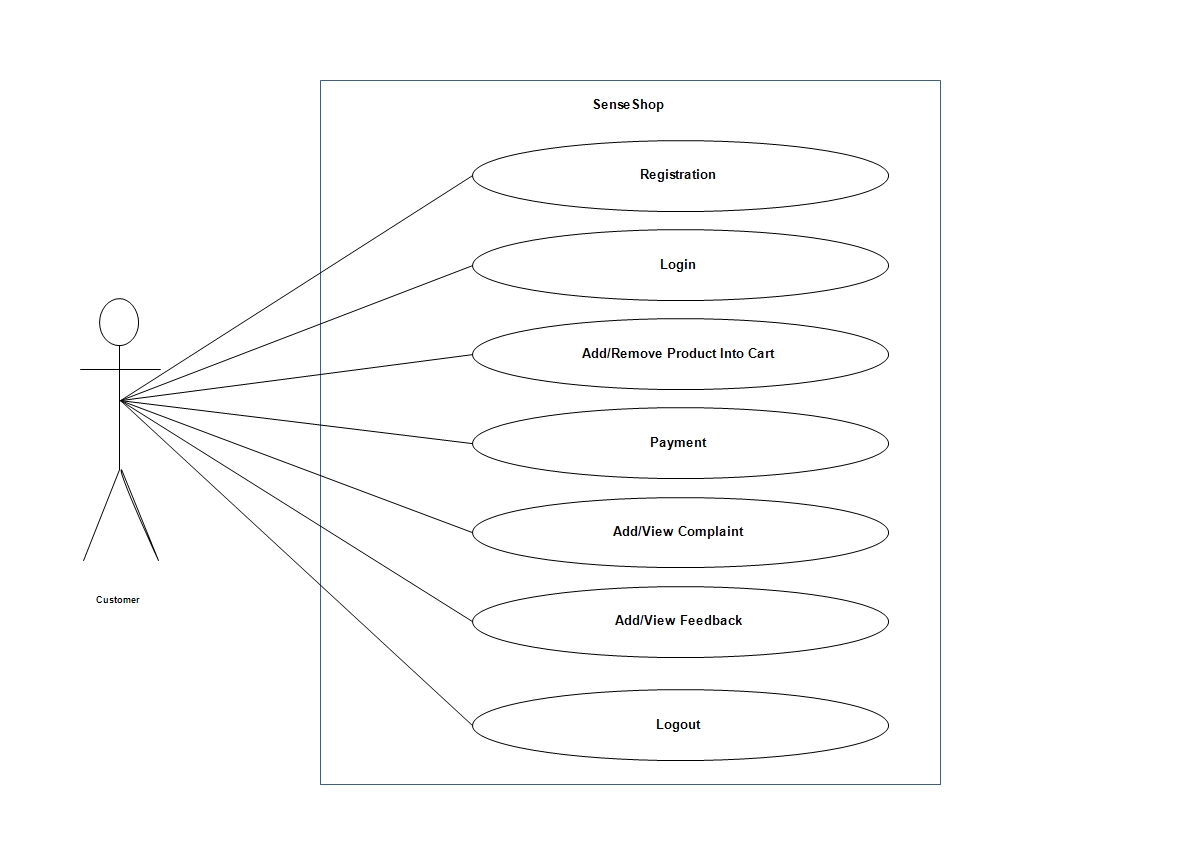 SenseShop
Registration
Login
Add/Remove Product Into Cart
Payment
Add/View Complaint
Add/View Feedback
Logout
Customer